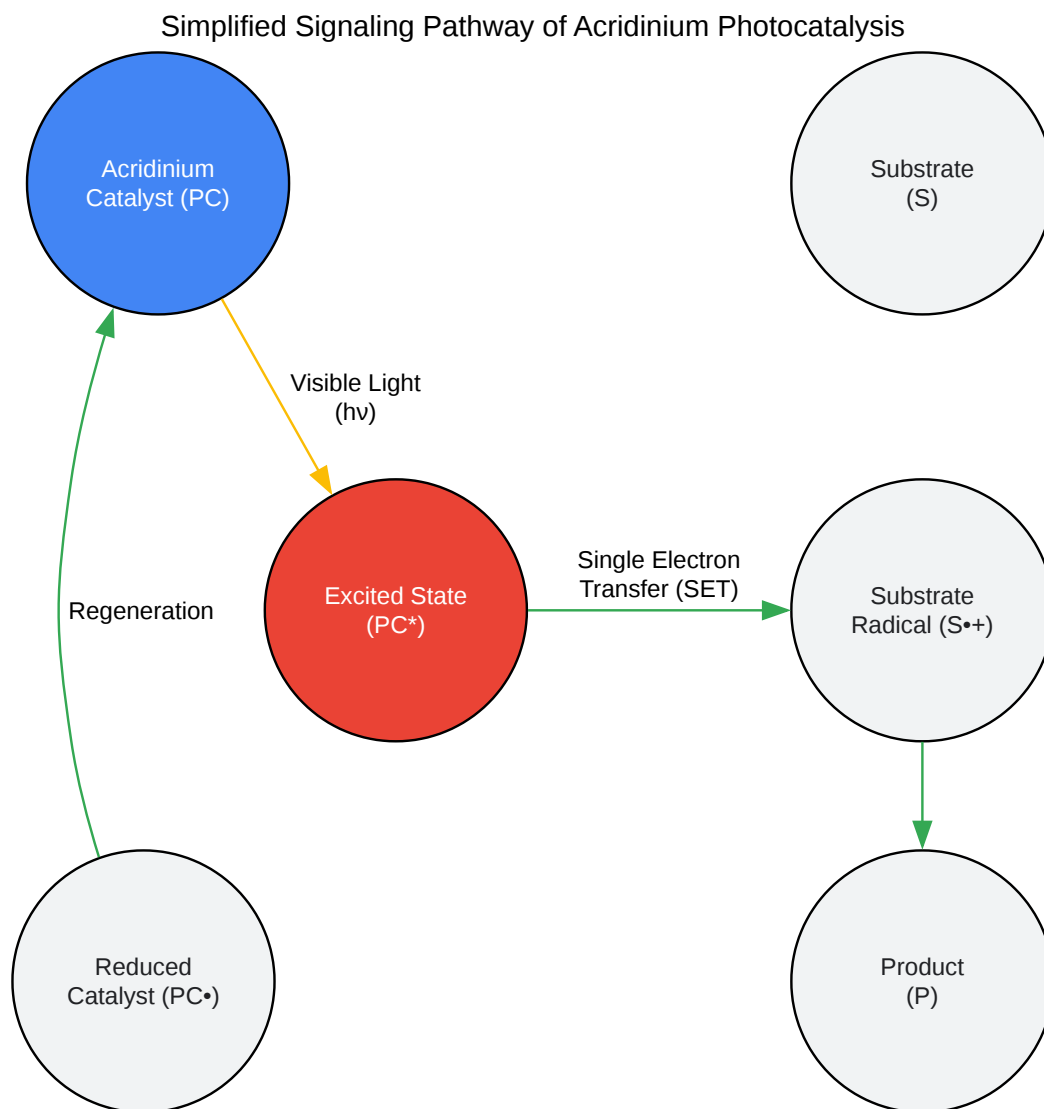 Simplified Signaling Pathway of Acridinium Photocatalysis
Acridinium
Catalyst (PC)
Substrate
(S)
Visible Light
(hν)
Excited State
(PC*)
Single Electron
Transfer (SET)
Substrate
Radical (S•+)
Regeneration
Reduced
Catalyst (PC•)
Product
(P)